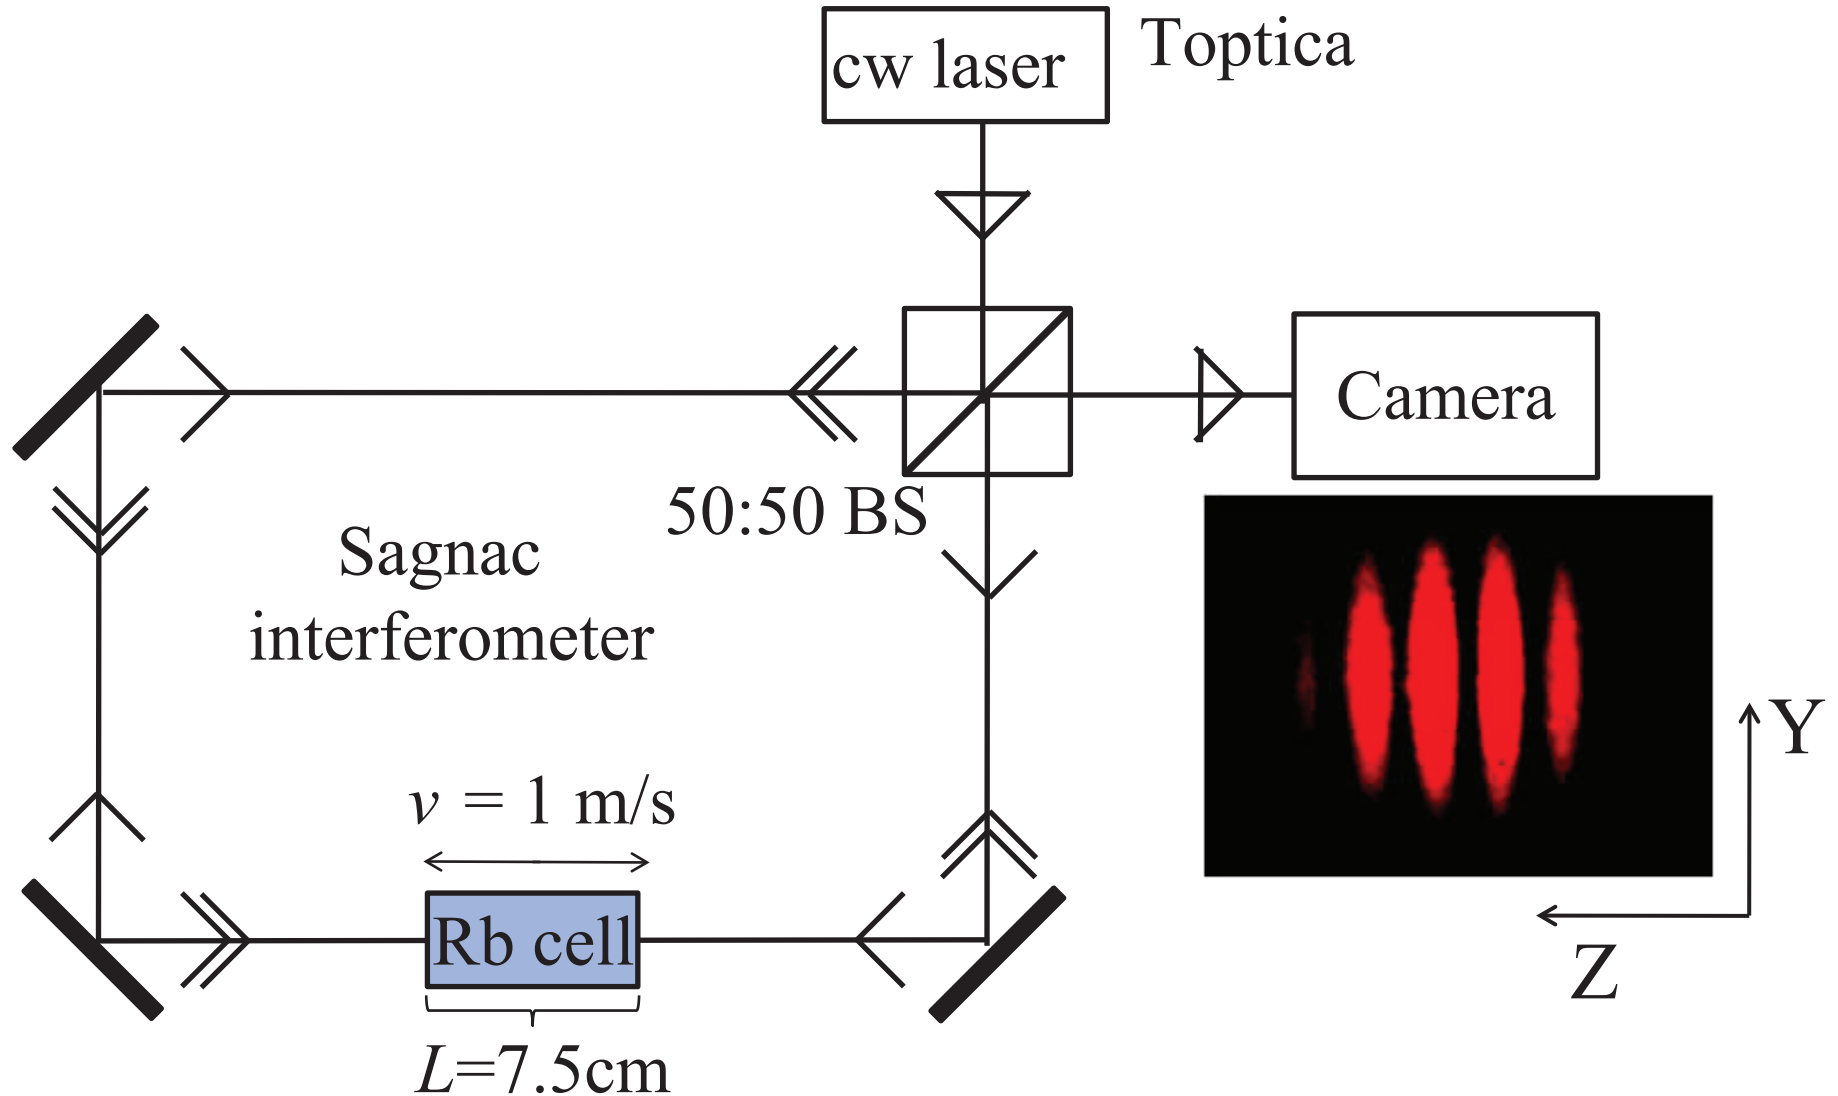 cw laser
Toptica
Camera
50:50 BS
Sagnac
interferometer
v = 1 m/s
Rb cell
L=7.5cm
Y
Z